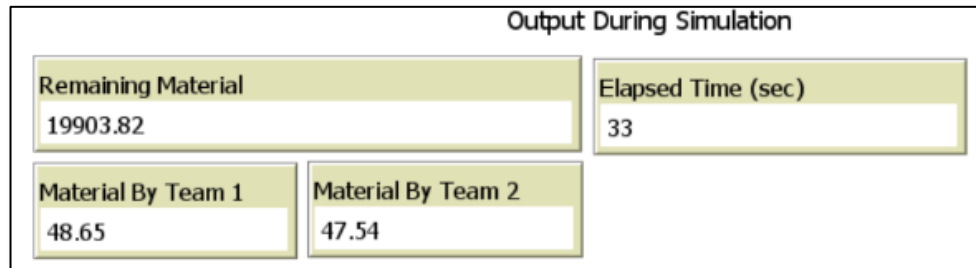 Output During Simulation
Remaining Material
19903.82
Elapsed Time (sec)
33
Material By Team 1
48.65
Material By Team 2
47.54